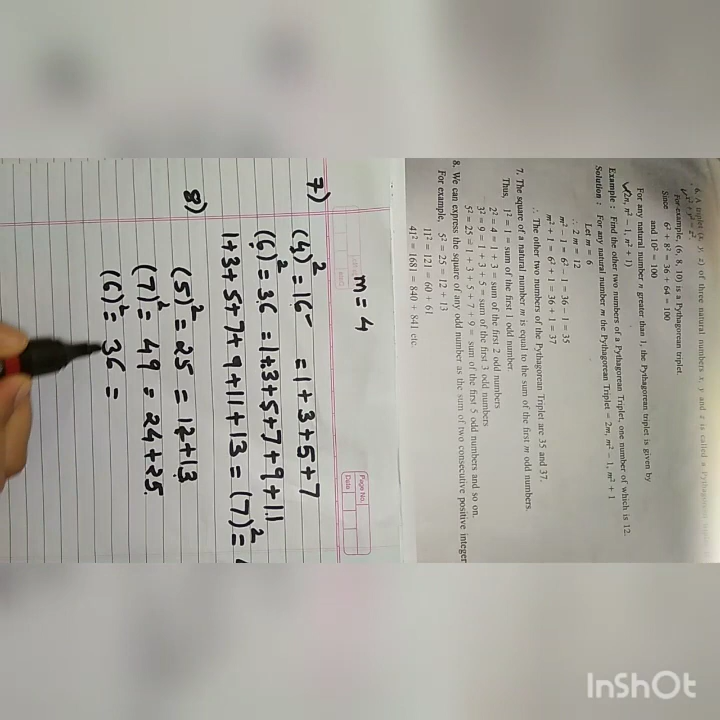 6. A triplet (x, y, z) of three natural numbers x, y and z is called a Pythagorean
x² + y² = z².
For example, (6, 8, 10) is a Pythagorean triplet.
Since 6² + 8² = 36 + 64 = 100
and 10² = 100
For any natural number n greater than 1, the Pythagorean triplet is given by
(2n, n² − 1, n² + 1)
Example : Find the other two numbers of a Pythagorean Triplet, one number of which is 12.
Solution : For any natural number m the Pythagorean Triplet = 2m, m² − 1, m² + 1
Let m = 6
∴ 2 m = 12
m² − 1 = 6² − 1 = 36 − 1 = 35
m² + 1 = 6² + 1 = 36 + 1 = 37
∴ The other two numbers of the Pythagorean Triplet are 35 and 37.
7. The square of a natural number m is equal to the sum of the first m odd numbers.
Thus, 1² = 1 = sum of the first 1 odd number.
2² = 4 = 1 + 3 = sum of the first 2 odd numbers
3² = 9 = 1 + 3 + 5 = sum of the first 3 odd numbers
5² = 25 = 1 + 3 + 5 + 7 + 9 = sum of the first 5 odd numbers and so on.
8. We can express the square of any odd number as the sum of two consecutive positive integer
For example, 5² = 25 = 12 + 13
11² = 121 = 60 + 61
41² = 1681 = 840 + 841 etc.
Page No.
Date
m = 4
7) (4)² = 16 = 1+3+5+7
(6)² = 36 = 1+3+5+7+9+11
1+3+5+7+9+11+13 = (7)² =
8) (5)² = 25 = 12+13
(7)² = 49 = 24+25.
(6)² = 36 =
InShOt